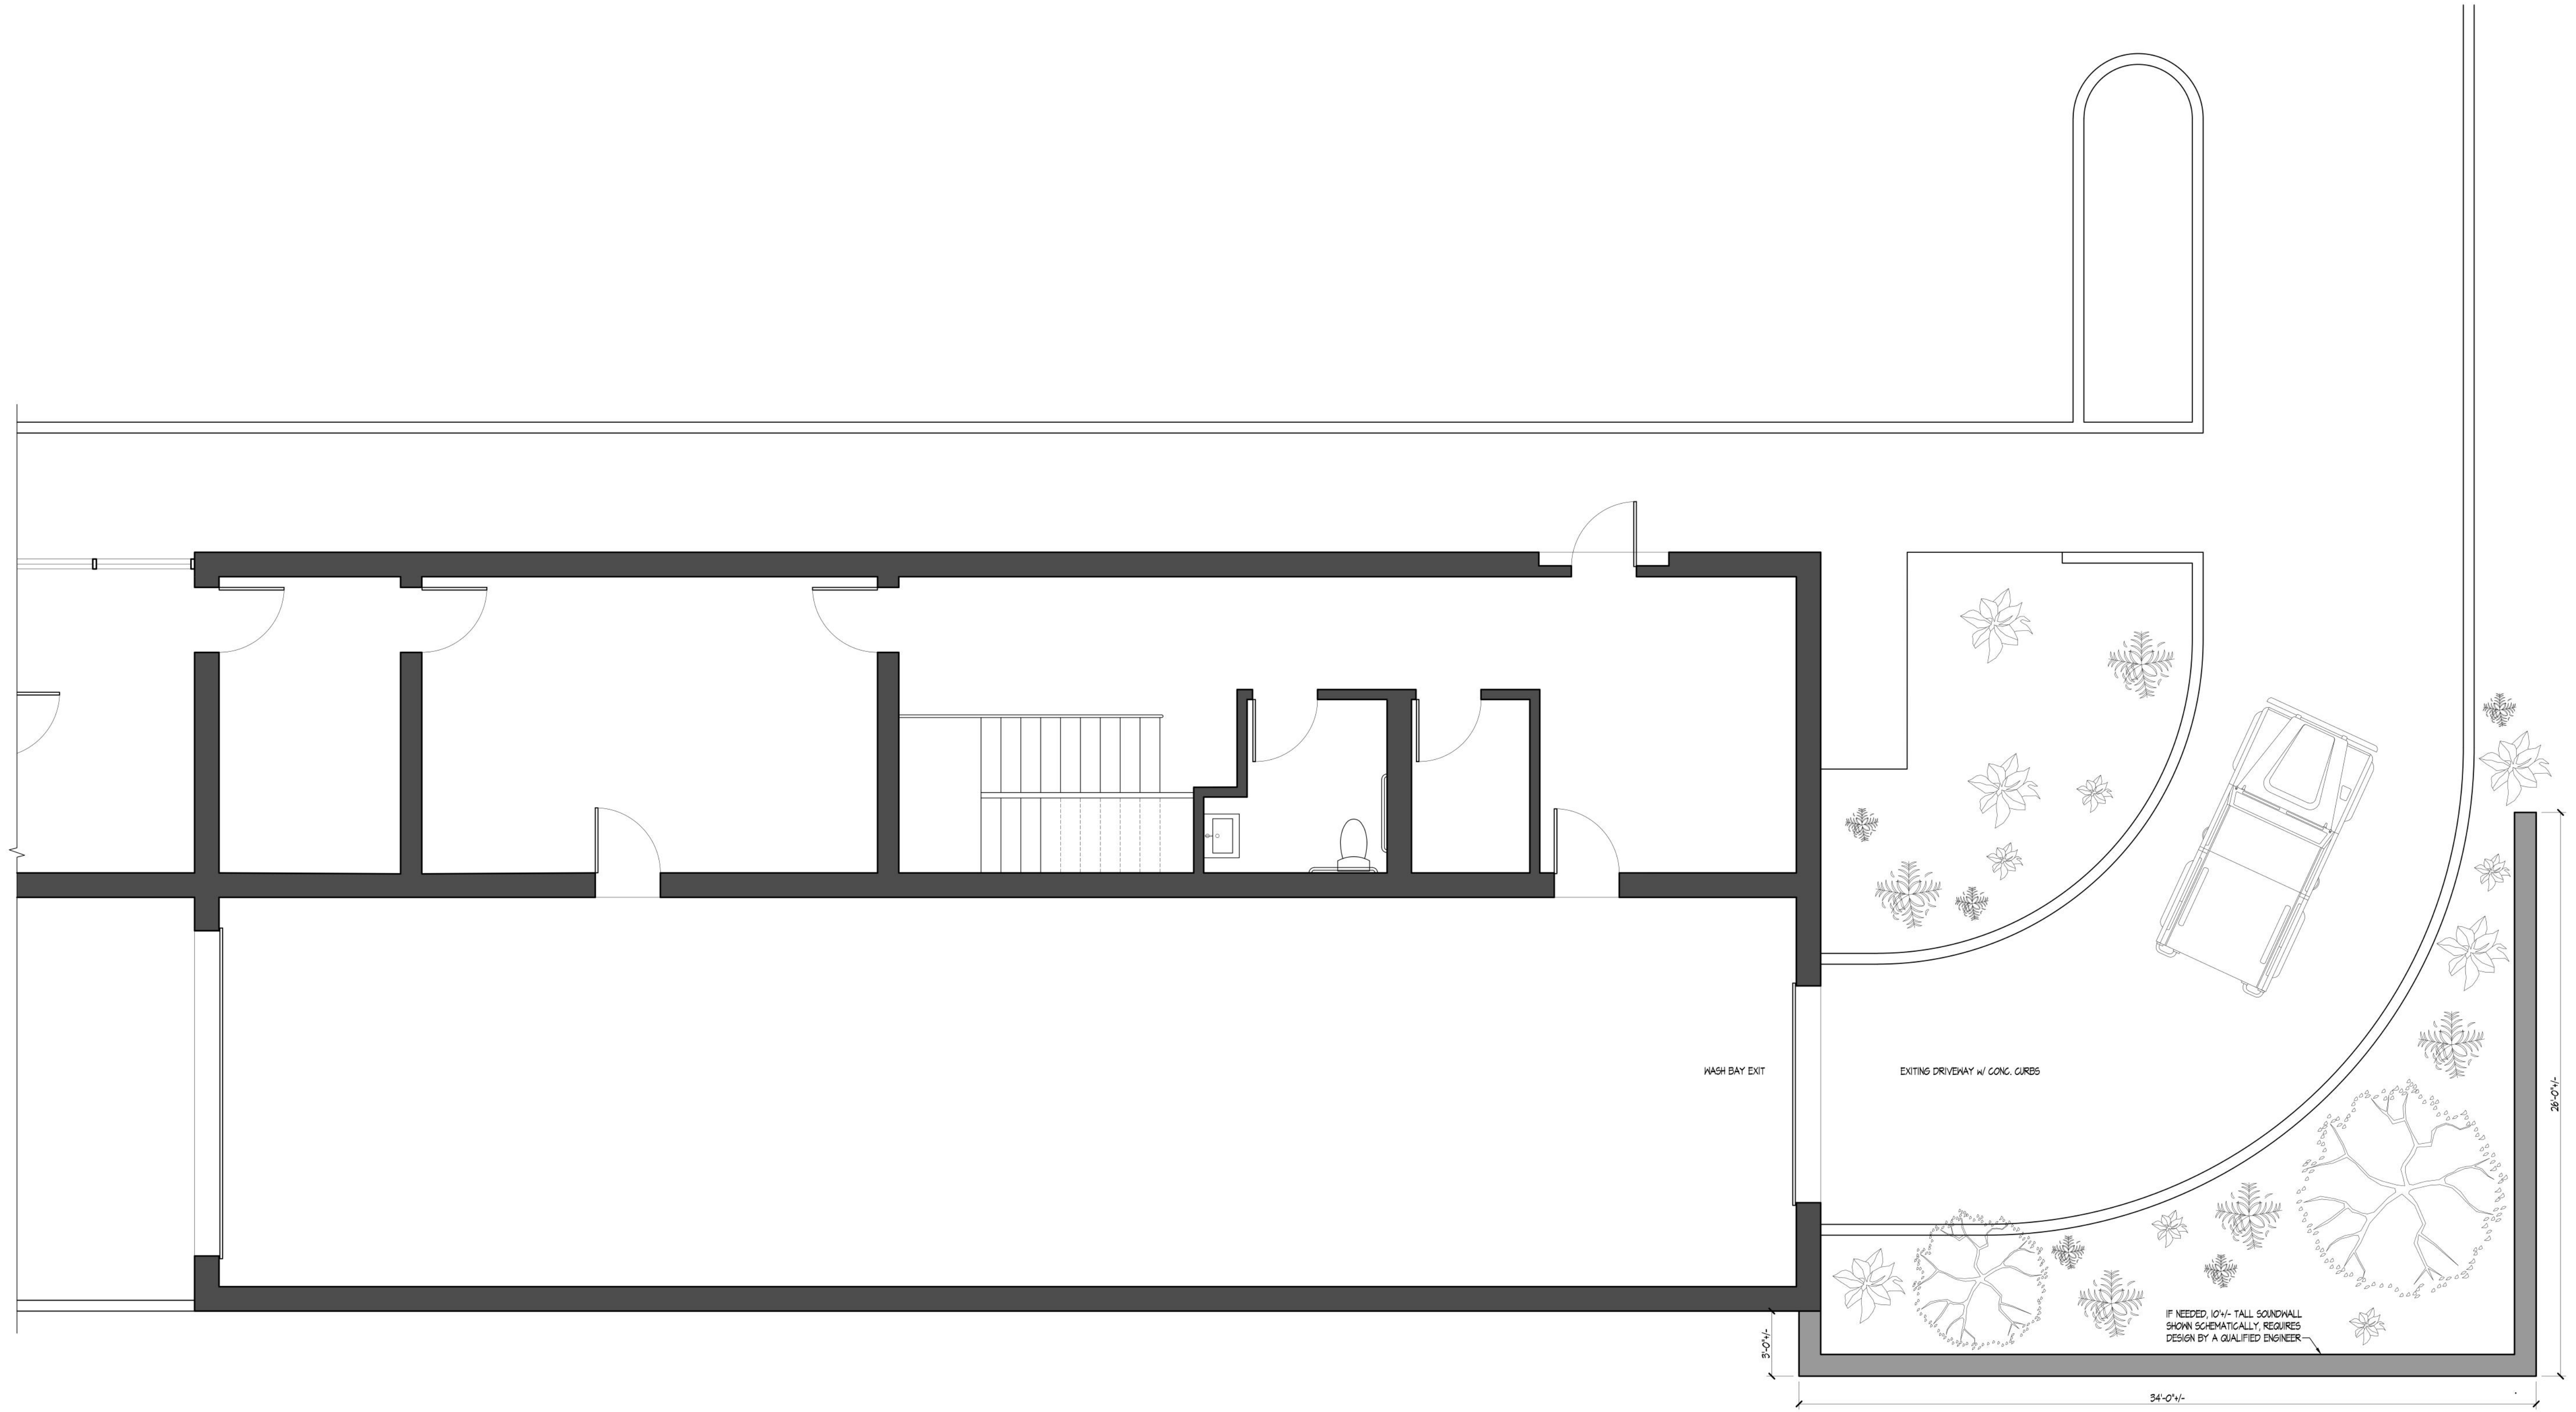 WASH BAY EXIT
EXITING DRIVEWAY W/ CONC. CURBS
26'-0"+/-
IF NEEDED, 10'+/- TALL SOUNDWALL
SHOWN SCHEMATICALLY, REQUIRES
DESIGN BY A QUALIFIED ENGINEER
3'-0"+/-
34'-0"+/-